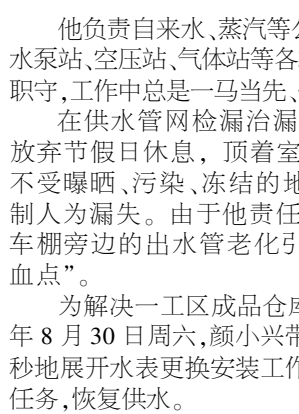 他负责自来水、蒸汽等公
水泵站、空压站、气体站等各
职守,工作中总是一马当先、
在供水管网检漏治漏
放弃节假日休息，顶着室
不受曝晒、污染、冻结的地
制人为漏失。由于他责任
车棚旁边的出水管老化引
血点”。
为解决一工区成品仓库
年 8 月 30 日周六,颜小兴带
秒地展开水表更换安装工作
任务,恢复供水。